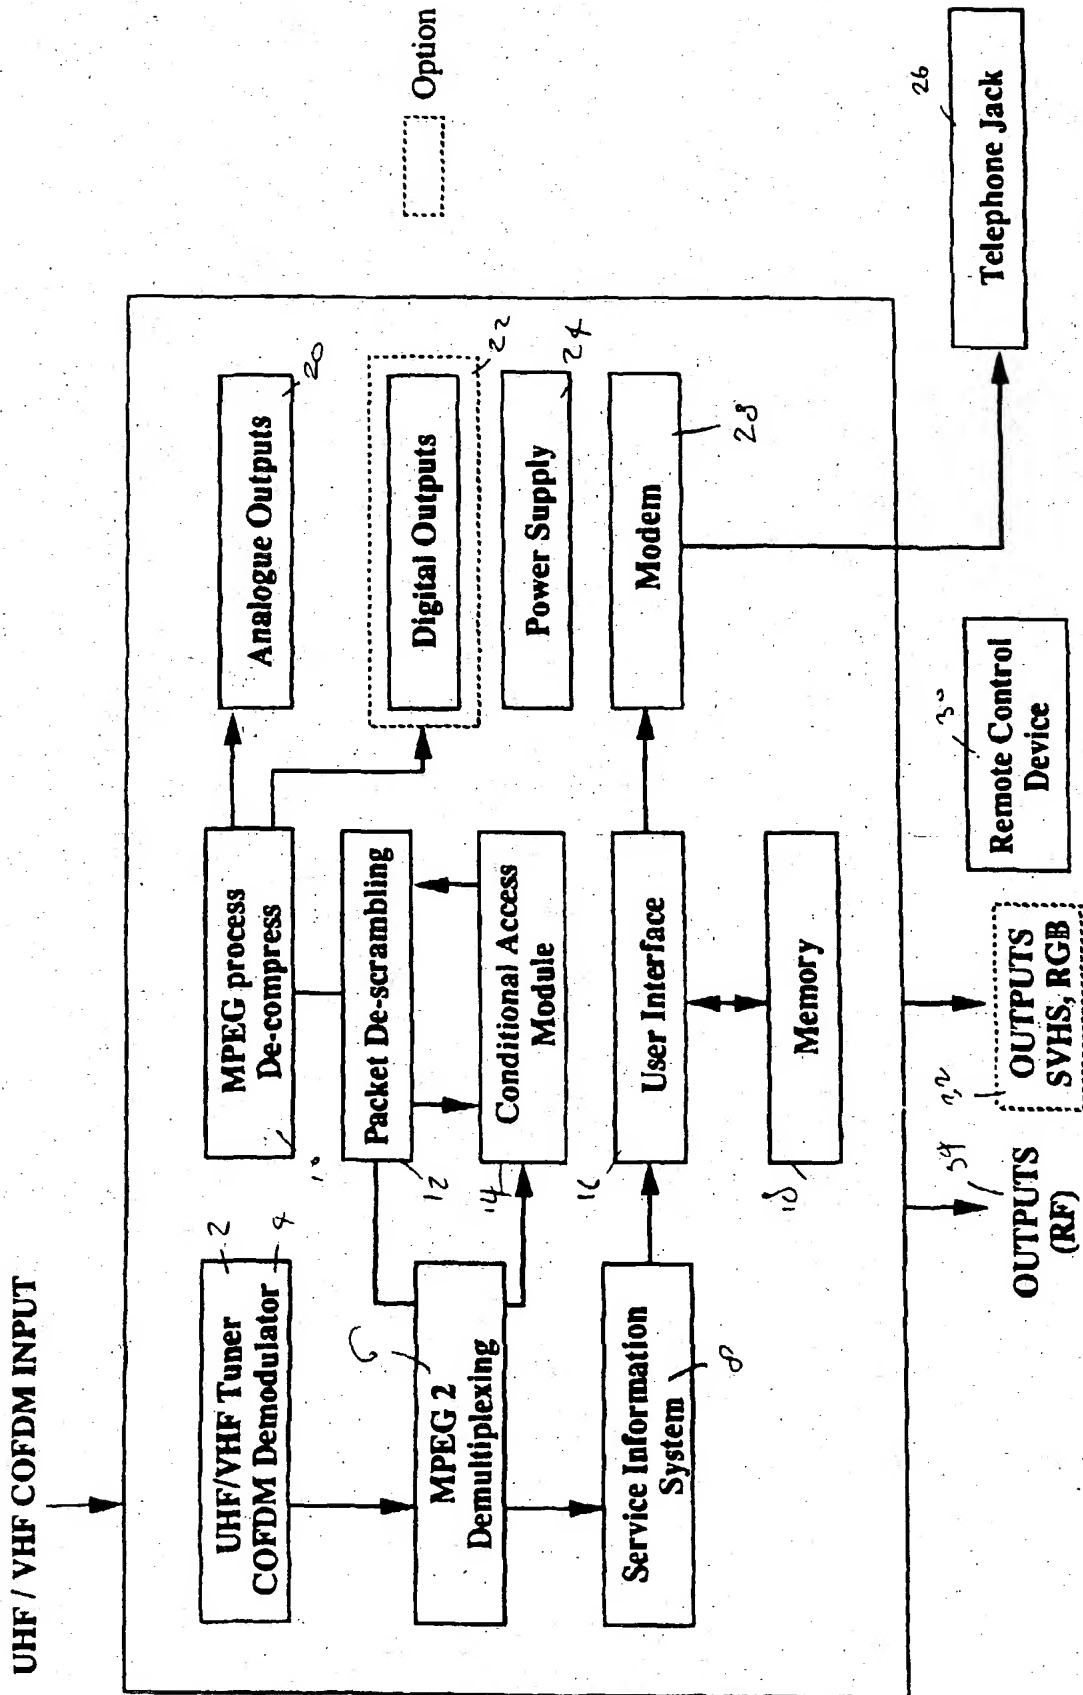 UHF / VHF COFDM INPUT
UHF/VHF Tuner
COFDM Demodulator
2
4
MPEG 2
Demultiplexing
6
Service Information
System
8
MPEG process
De-compress
10
Packet De-scrambling
12
Conditional Access
Module
14
User Interface
16
Memory
18
Analogue Outputs
20
Digital Outputs
22
Power Supply
24
Modem
28
Option
Telephone Jack
26
Remote Control
Device
30
OUTPUTS
SVHS, RGB
32
OUTPUTS
(RF)
34